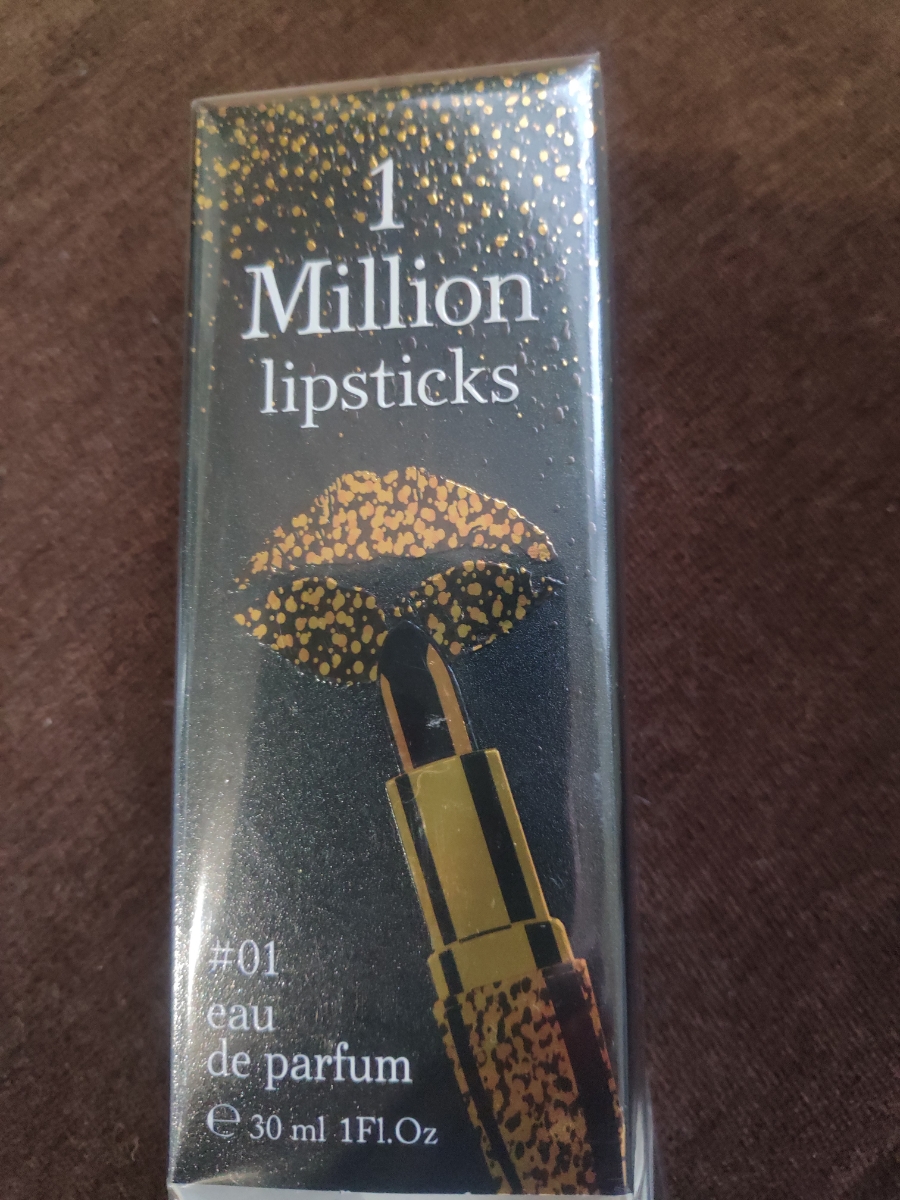 1
Million
lipsticks
#01
eau
de parfum
℮ 30 ml 1Fl.Oz